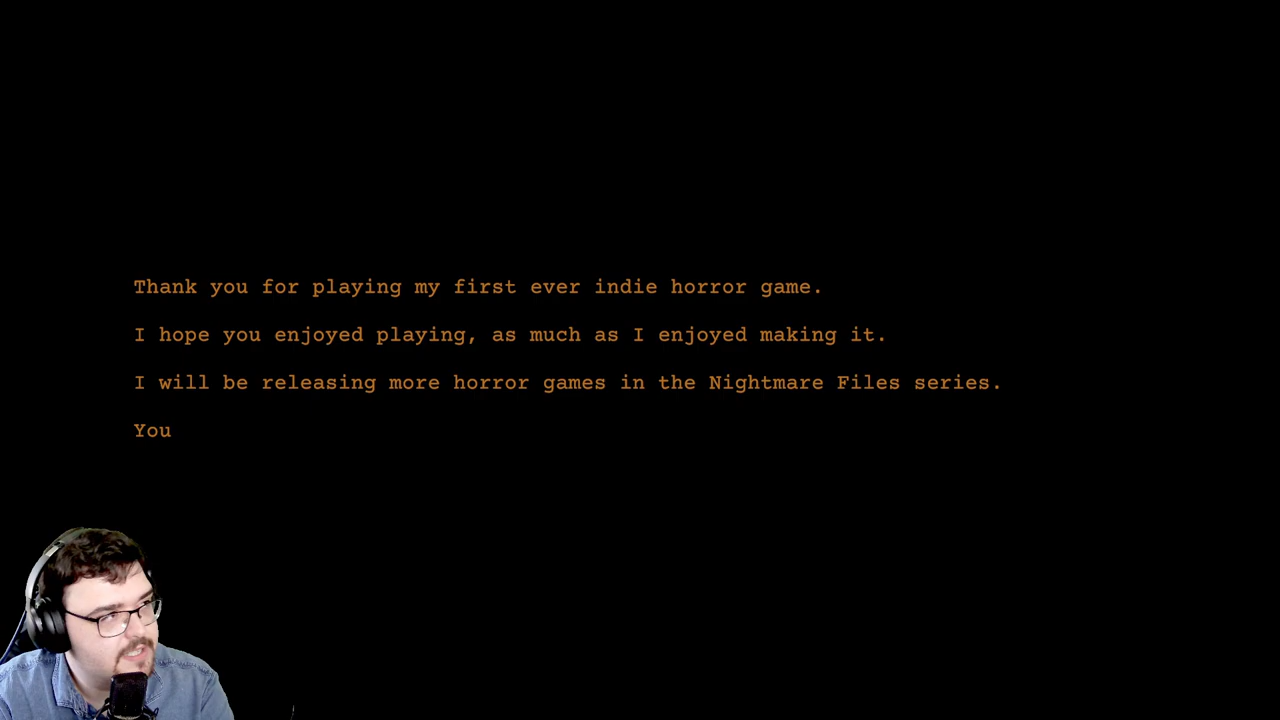 Thank you for playing my first ever indie horror game.
I hope you enjoyed playing, as much as I enjoyed making it.
I will be releasing more horror games in the Nightmare Files series.
You